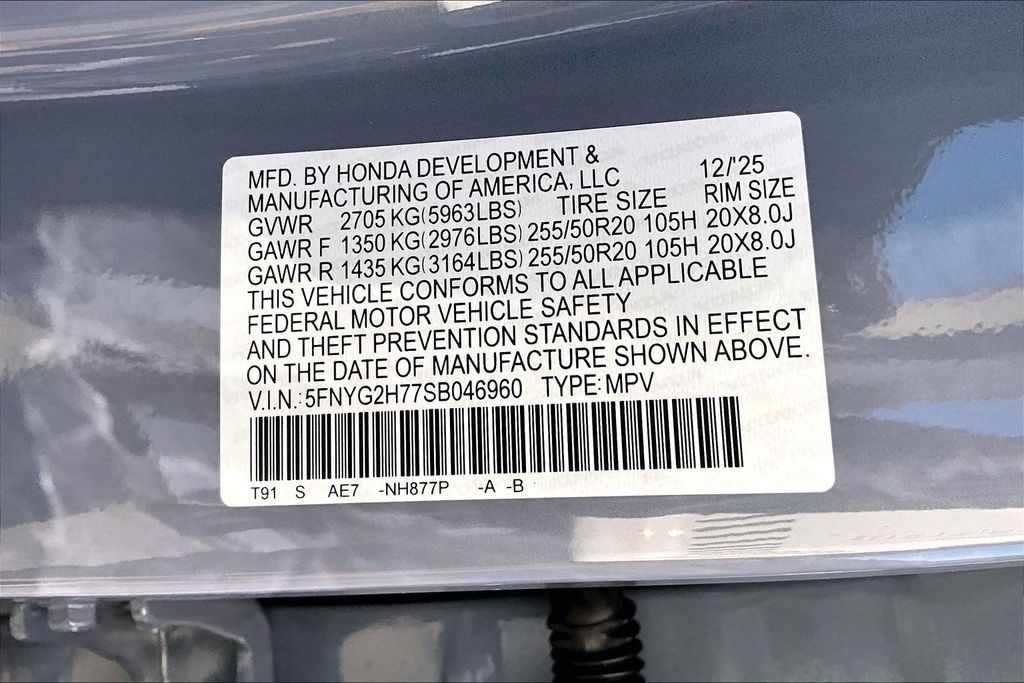 MFD. BY HONDA DEVELOPMENT &
MANUFACTURING OF AMERICA, LLC 12/'25
GVWR 2705 KG(5963LBS) TIRE SIZE RIM SIZE
GAWR F 1350 KG(2976LBS) 255/50R20 105H 20X8.0J
GAWR R 1435 KG(3164LBS) 255/50R20 105H 20X8.0J
THIS VEHICLE CONFORMS TO ALL APPLICABLE
FEDERAL MOTOR VEHICLE SAFETY
AND THEFT PREVENTION STANDARDS IN EFFECT
ON THE DATE OF MANUFACTURE SHOWN ABOVE.
V.I.N.: 5FNYG2H77SB046960 TYPE: MPV
T91 S AE7 -NH877P -A -B